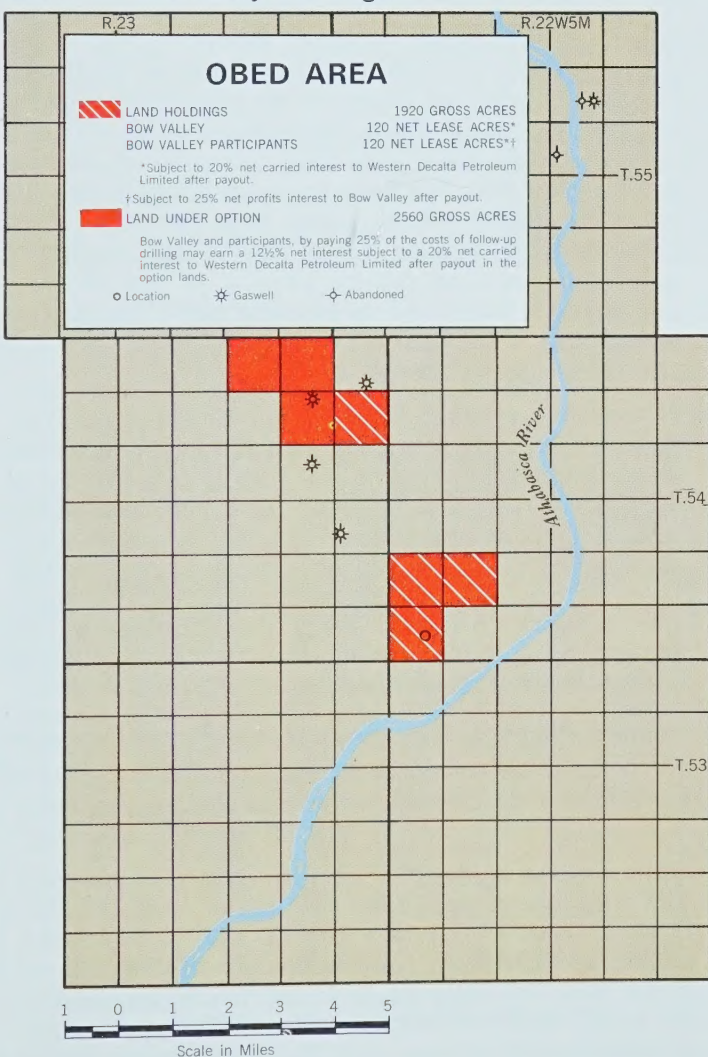 R.23
R.22W5M
OBED AREA
LAND HOLDINGS 1920 GROSS ACRES
BOW VALLEY 120 NET LEASE ACRES*
BOW VALLEY PARTICIPANTS 120 NET LEASE ACRES*†
*Subject to 20% net carried interest to Western Decalta Petroleum
Limited after payout.
†Subject to 25% net profits interest to Bow Valley after payout.
LAND UNDER OPTION 2560 GROSS ACRES
Bow Valley and participants, by paying 25% of the costs of follow-up
drilling may earn a 12½% net interest subject to a 20% net carried
interest to Western Decalta Petroleum Limited after payout in the
option lands.
Location Gaswell Abandoned
T.55
Athabasca River
T.54
T.53
1 0 1 2 3 4 5
Scale in Miles